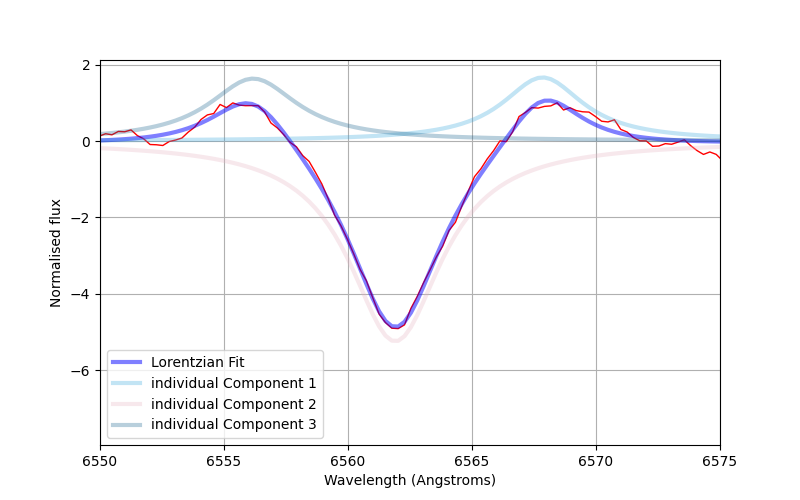 2
0
−2
−4
−6
Normalised flux
Lorentzian Fit
individual Component 1
individual Component 2
individual Component 3
6550 6555 6560 6565 6570 6575
Wavelength (Angstroms)